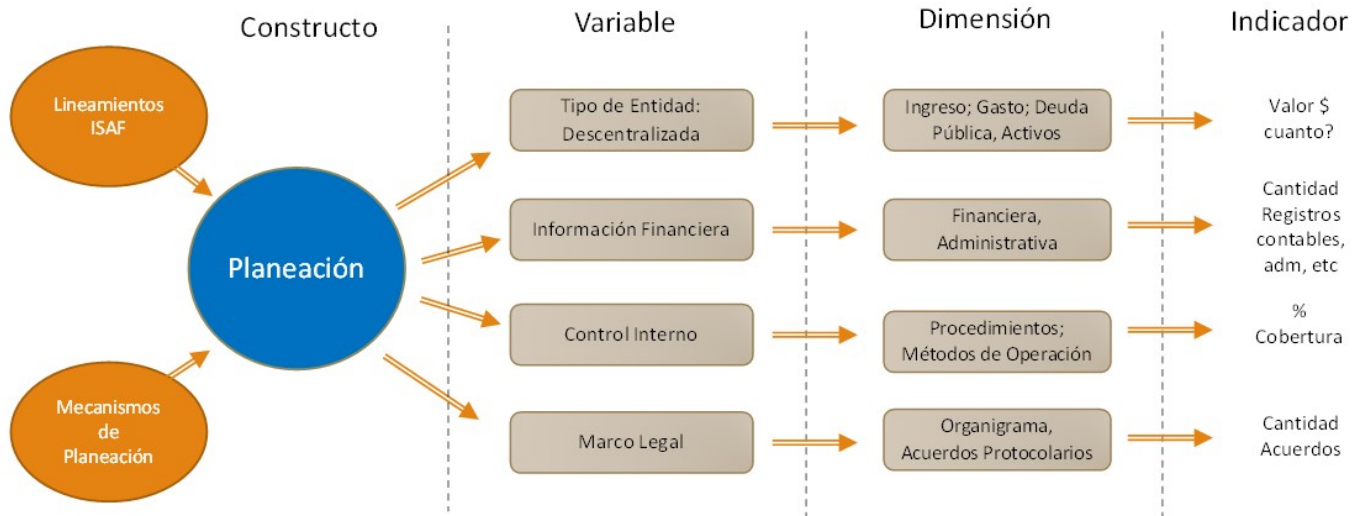 Constructo
Variable
Dimensión
Indicador
Lineamientos
ISAF
Planeación
Mecanismos
de
Planeación
Tipo de Entidad:
Descentralizada
Ingreso; Gasto; Deuda
Pública, Activos
Valor $
cuanto?
Información Financiera
Financiera,
Administrativa
Cantidad
Registros
contables,
adm, etc
Control Interno
Procedimientos;
Métodos de Operación
%
Cobertura
Marco Legal
Organigrama,
Acuerdos Protocolarios
Cantidad
Acuerdos